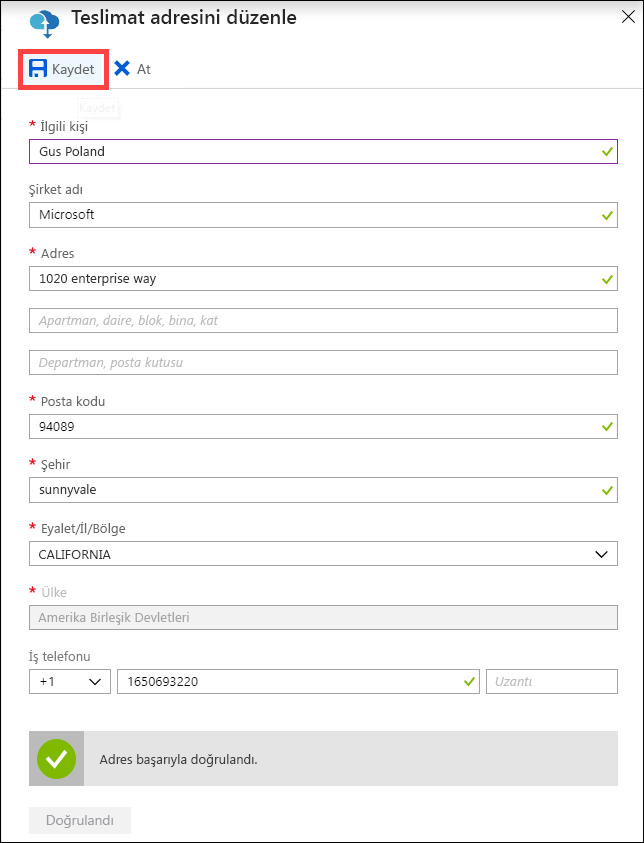 Teslimat adresini düzenle
Kaydet At
Kaydet
* İlgili kişi
Gus Poland
Şirket adı
Microsoft
* Adres
1020 enterprise way
Apartman, daire, blok, bina, kat
Departman, posta kutusu
* Posta kodu
94089
* Şehir
sunnyvale
* Eyalet/İl/Bölge
CALIFORNIA
* Ülke
Amerika Birleşik Devletleri
İş telefonu
+1 1650693220 Uzantı
Adres başarıyla doğrulandı.
Doğrulandı